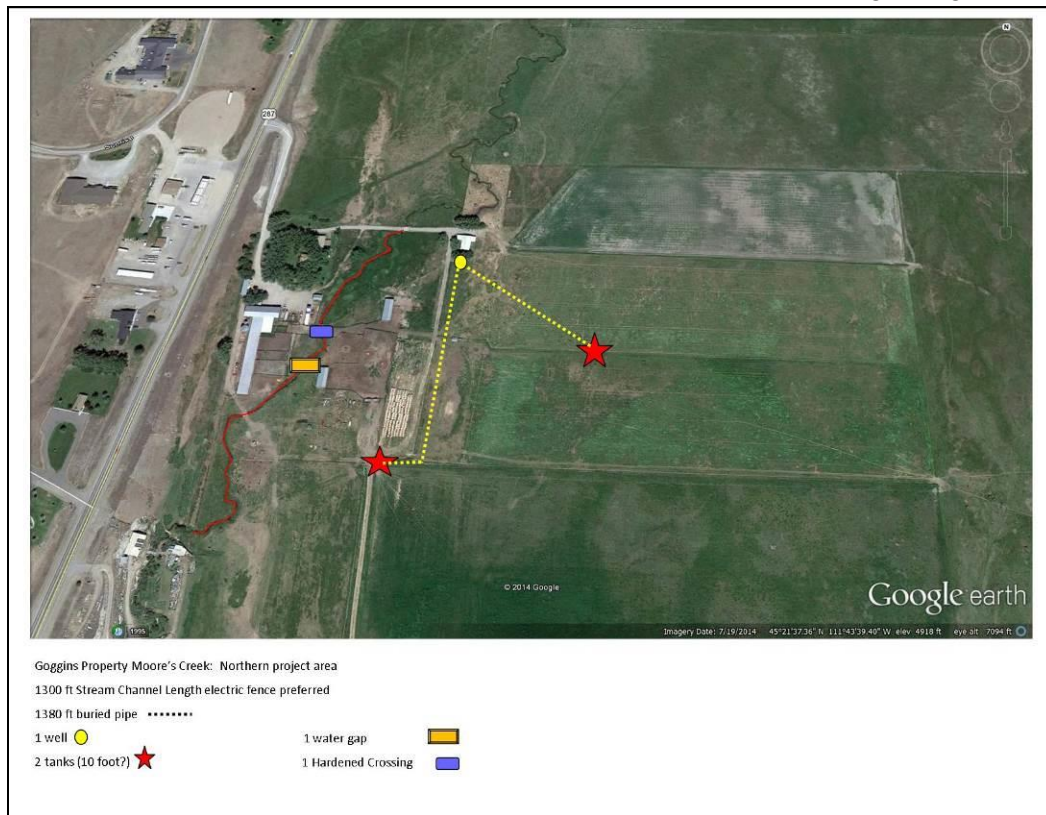 N
287
© 2014 Google
Google earth
1995
Imagery Date: 7/19/2014 45°21'37.36" N 111°43'39.40" W elev 4918 ft eye alt 7094 ft
Goggins Property Moore's Creek: Northern project area
1300 ft Stream Channel Length electric fence preferred
1380 ft buried pipe
1 well
1 water gap
2 tanks (10 foot?)
1 Hardened Crossing